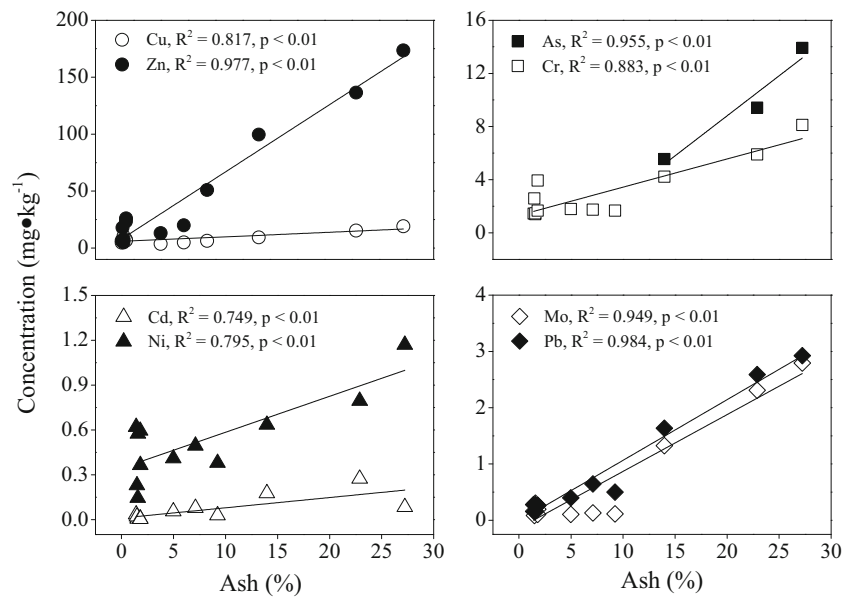 200
150
100
50
0
Cu, R² = 0.817, p < 0.01
Zn, R² = 0.977, p < 0.01
16
12
8
4
0
As, R² = 0.955, p < 0.01
Cr, R² = 0.883, p < 0.01
Concentration (mg•kg⁻¹)
1.5
1.2
0.9
0.6
0.3
0.0
Cd, R² = 0.749, p < 0.01
Ni, R² = 0.795, p < 0.01
0 5 10 15 20 25 30
Ash (%)
4
3
2
1
0
Mo, R² = 0.949, p < 0.01
Pb, R² = 0.984, p < 0.01
0 5 10 15 20 25 30
Ash (%)